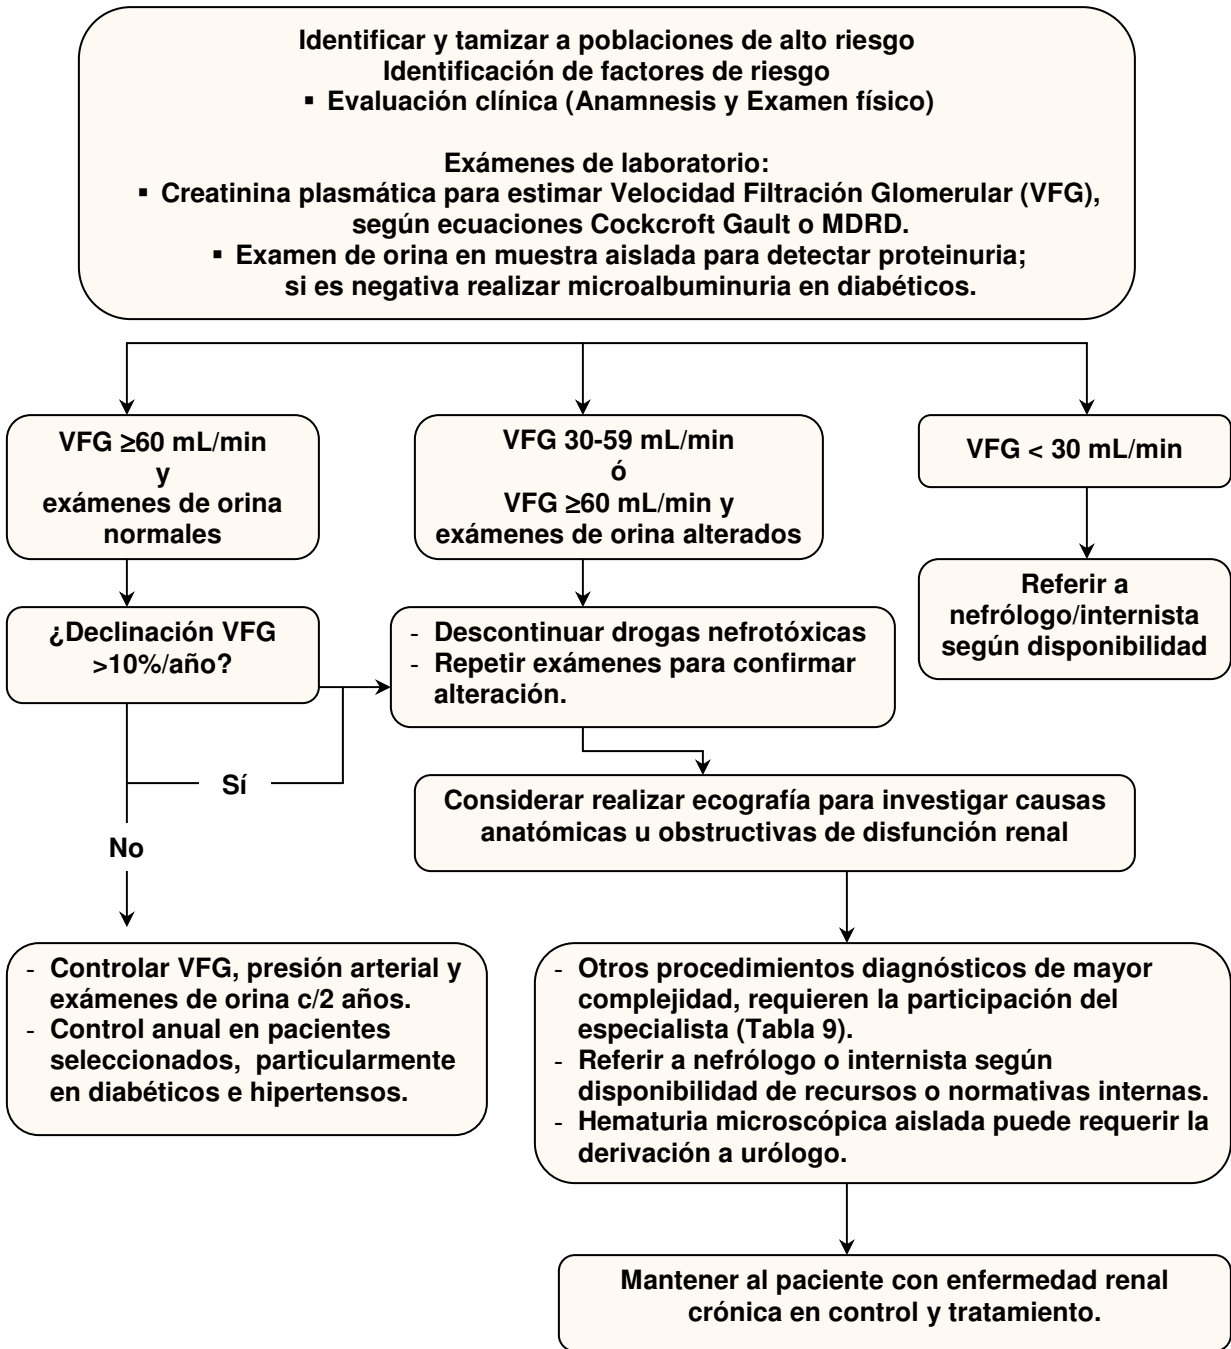 Identificar y tamizar a poblaciones de alto riesgo
Identificación de factores de riesgo
▪ Evaluación clínica (Anamnesis y Examen físico)
Exámenes de laboratorio:
▪ Creatinina plasmática para estimar Velocidad Filtración Glomerular (VFG),
según ecuaciones Cockcroft Gault o MDRD.
▪ Examen de orina en muestra aislada para detectar proteinuria;
si es negativa realizar microalbuminuria en diabéticos.
VFG ≥60 mL/min
y
exámenes de orina
normales
VFG 30-59 mL/min
ó
VFG ≥60 mL/min y
exámenes de orina alterados
VFG < 30 mL/min
Referir a
nefrólogo/internista
según disponibilidad
¿Declinación VFG
>10%/año?
- Descontinuar drogas nefrotóxicas
- Repetir exámenes para confirmar
alteración.
Sí
No
Considerar realizar ecografía para investigar causas
anatómicas u obstructivas de disfunción renal
- Controlar VFG, presión arterial y
exámenes de orina c/2 años.
- Control anual en pacientes
seleccionados, particularmente
en diabéticos e hipertensos.
- Otros procedimientos diagnósticos de mayor
complejidad, requieren la participación del
especialista (Tabla 9).
- Referir a nefrólogo o internista según
disponibilidad de recursos o normativas internas.
- Hematuria microscópica aislada puede requerir la
derivación a urólogo.
Mantener al paciente con enfermedad renal
crónica en control y tratamiento.